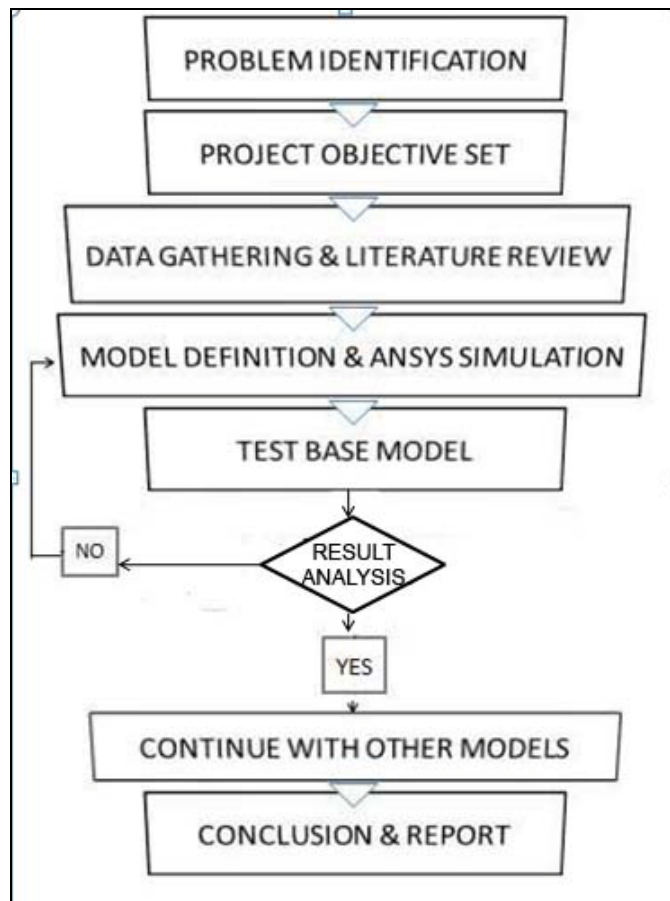 PROBLEM IDENTIFICATION
PROJECT OBJECTIVE SET
DATA GATHERING & LITERATURE REVIEW
MODEL DEFINITION & ANSYS SIMULATION
TEST BASE MODEL
RESULT
ANALYSIS
NO
YES
CONTINUE WITH OTHER MODELS
CONCLUSION & REPORT